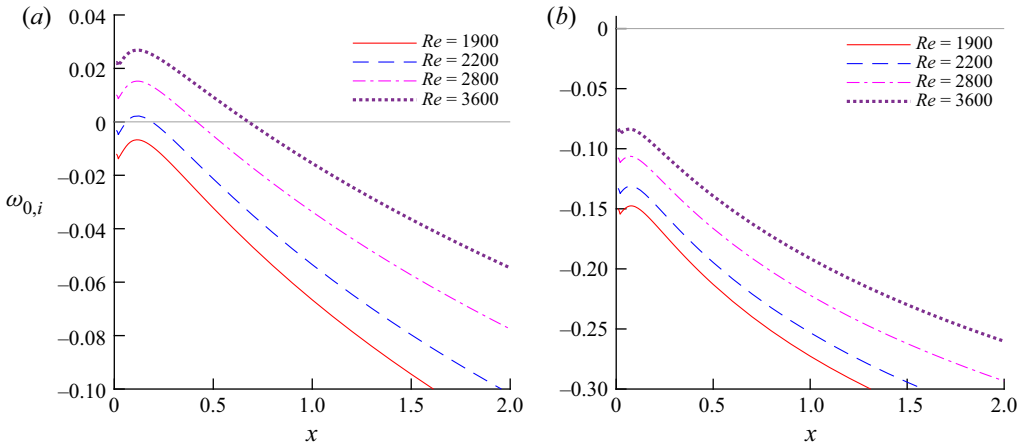 (a)
0.04
0.02
0
–0.02
–0.04
–0.06
–0.08
–0.10
ω0,i
Re = 1900
Re = 2200
Re = 2800
Re = 3600
0 0.5 1.0 1.5 2.0
x
(b)
0
–0.05
–0.10
–0.15
–0.20
–0.25
–0.30
Re = 1900
Re = 2200
Re = 2800
Re = 3600
0 0.5 1.0 1.5 2.0
x